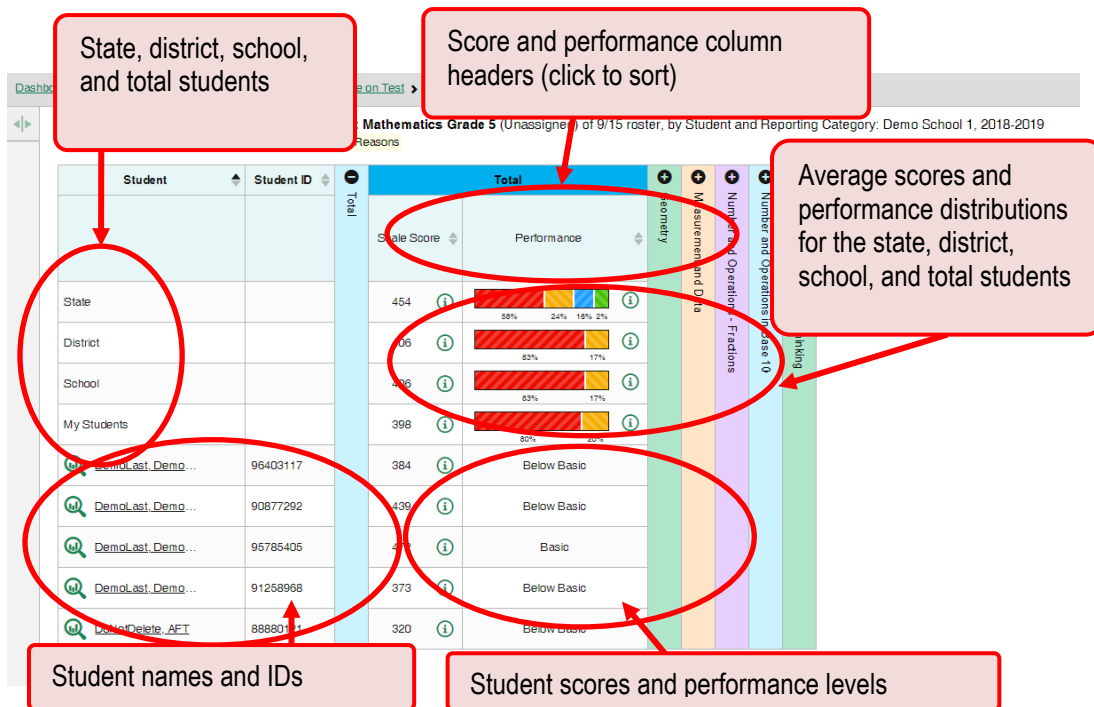 State, district, school,
and total students
Score and performance column
headers (click to sort)
Dashbo
e on Test >
Mathematics Grade 5 (Unassigned) of 9/15 roster, by Student and Reporting Category: Demo School 1, 2018-2019
Reasons
Average scores and
performance distributions
for the state, district,
school, and total students
Student
Student ID
Total
Total
Geometry
Measurement and Data
Number and Operations - Fractions
Number and Operations in Base 10
inking
Scale Score
Performance
State
454
58% 24% 16% 2%
District
06
83% 17%
School
406
83% 17%
My Students
398
80% 20%
DemoLast, Demo...
96403117
384
Below Basic
DemoLast, Demo...
90877292
439
Below Basic
DemoLast, Demo...
95785405
Basic
DemoLast, Demo...
91258968
373
Below Basic
DoNotDelete, AFT
320
Below Basic
Student names and IDs
Student scores and performance levels